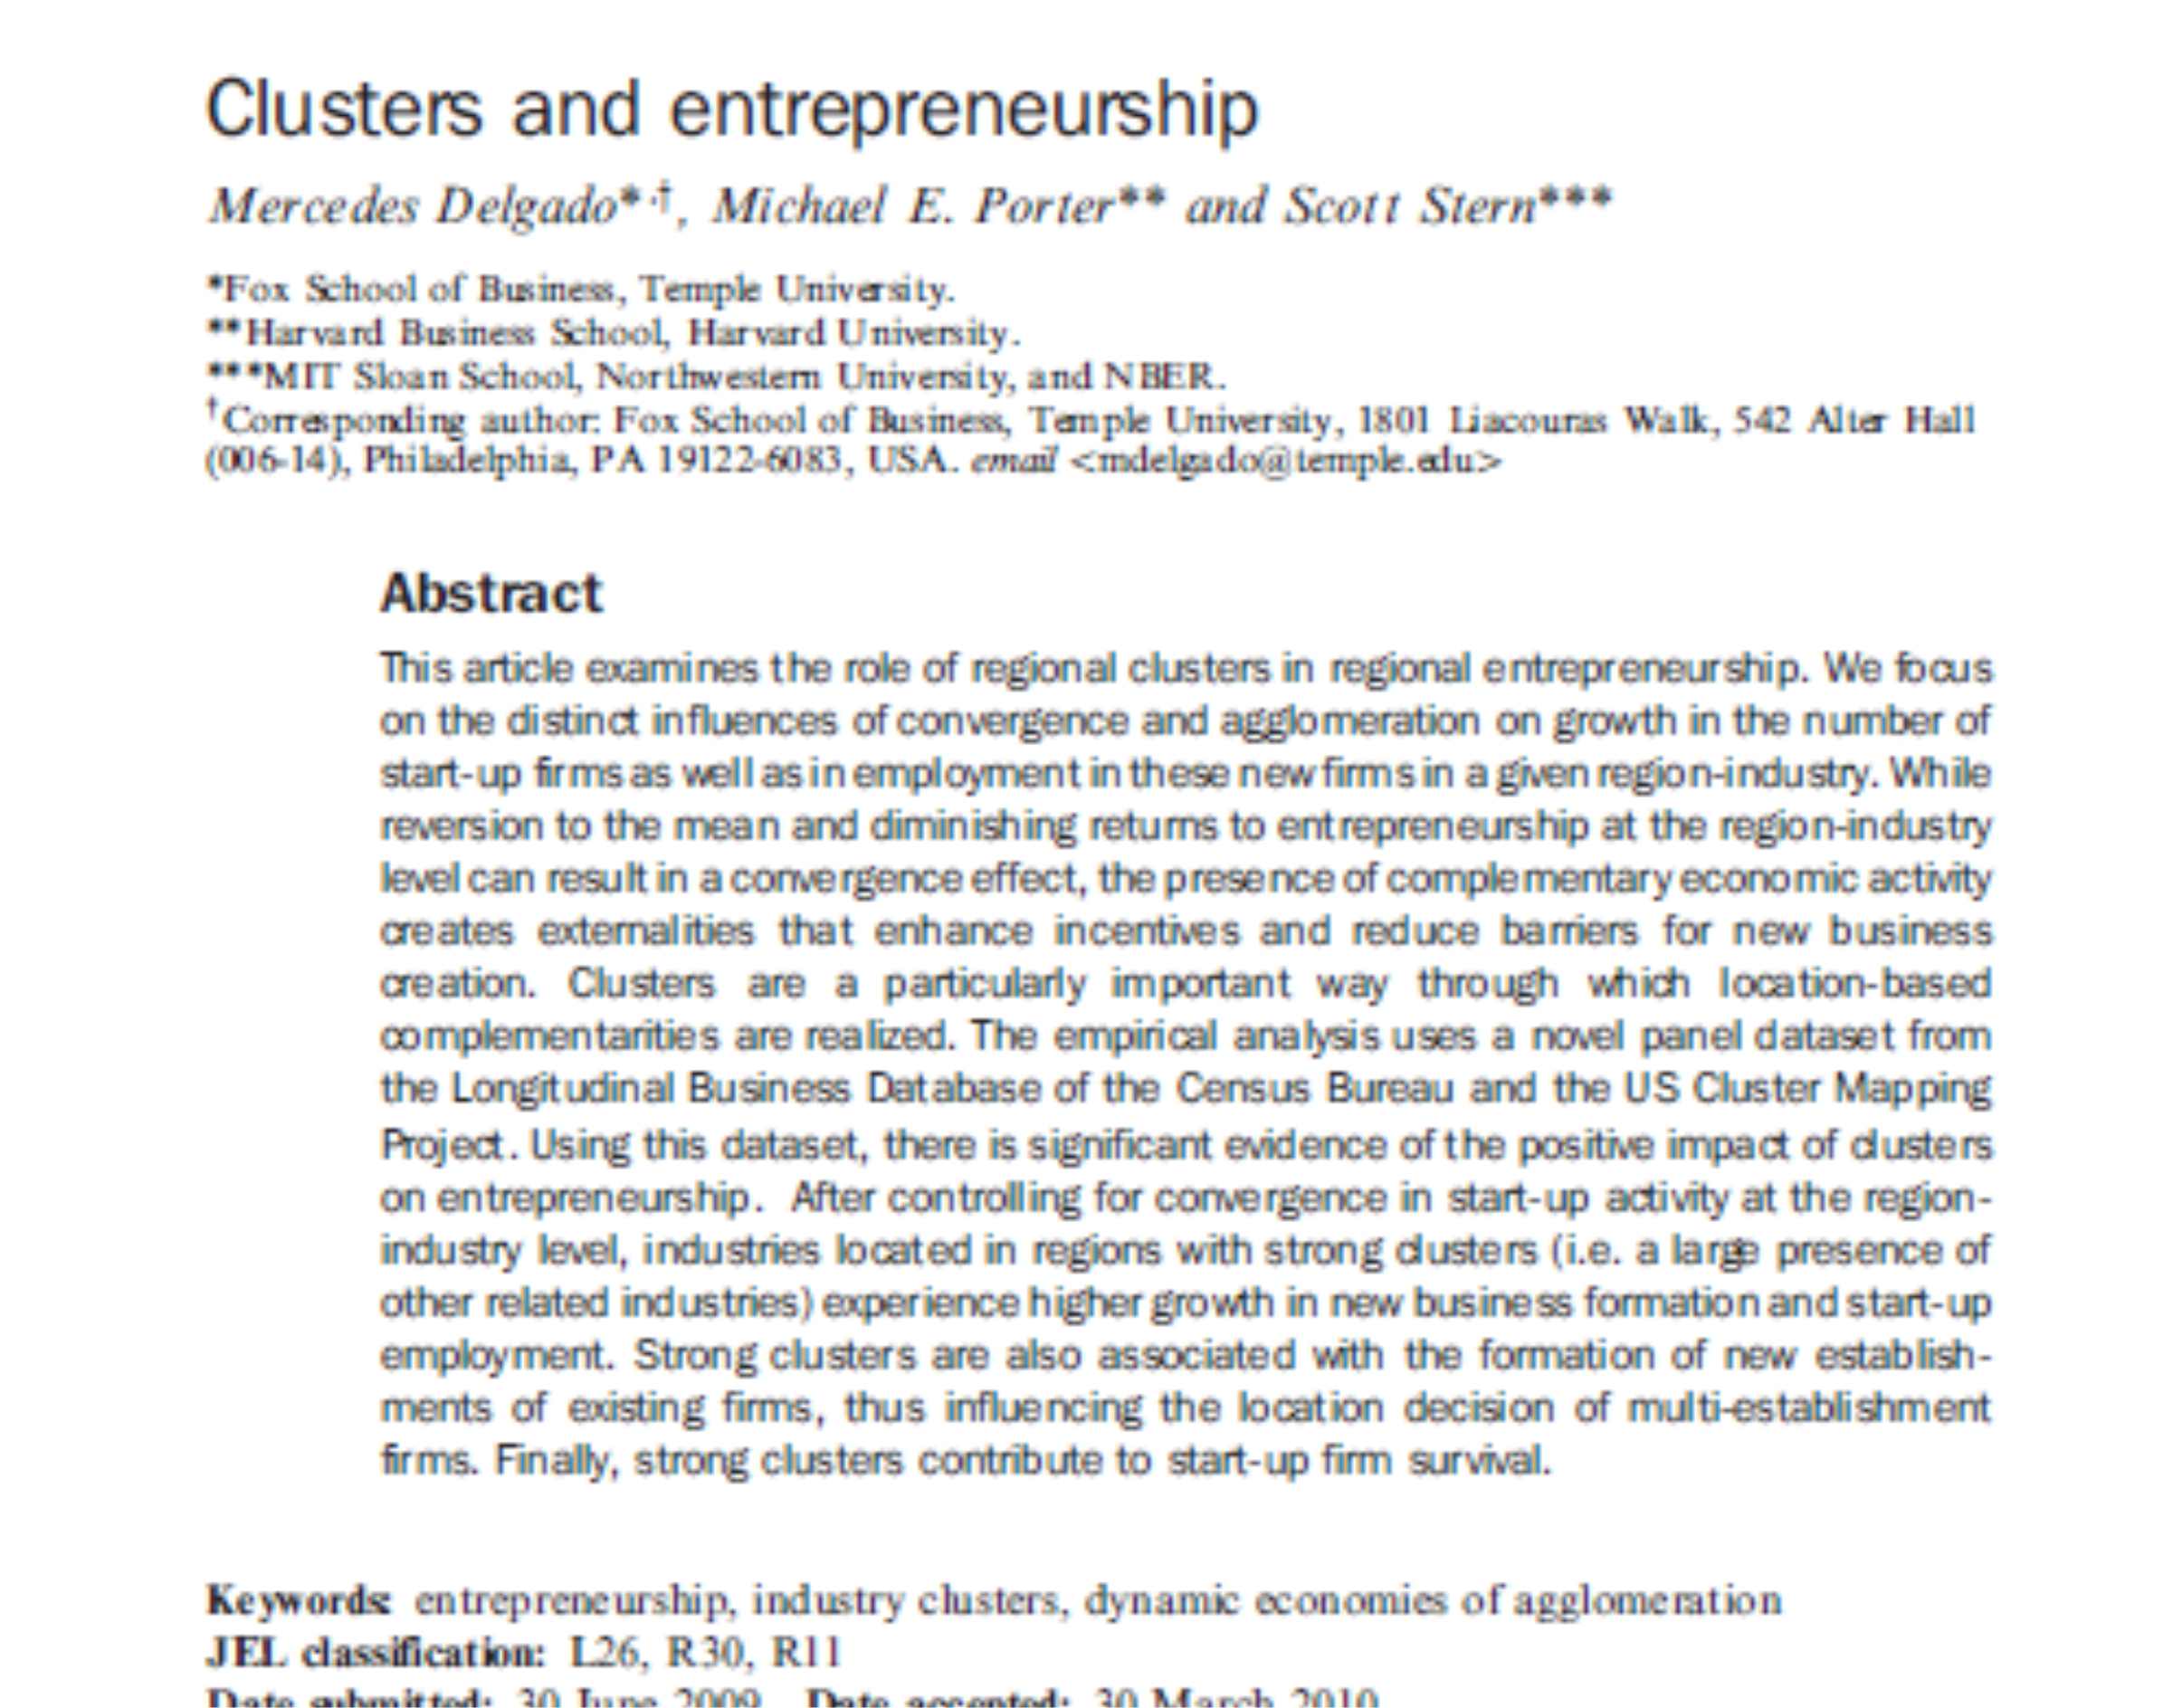 Clusters and entrepreneurship
Mercedes Delgado*,†, Michael E. Porter** and Scott Stern***
*Fox School of Business, Temple University.
**Harvard Business School, Harvard University.
***MIT Sloan School, Northwestern University, and NBER.
†Corresponding author: Fox School of Business, Temple University, 1801 Liacouras Walk, 542 Alter Hall
(006-14), Philadelphia, PA 19122-6083, USA. email <mdelgado@temple.edu>
Abstract
This article examines the role of regional clusters in regional entrepreneurship. We focus
on the distinct influences of convergence and agglomeration on growth in the number of
start-up firms as well as in employment in these new firms in a given region-industry. While
reversion to the mean and diminishing returns to entrepreneurship at the region-industry
level can result in a convergence effect, the presence of complementary economic activity
creates externalities that enhance incentives and reduce barriers for new business
creation. Clusters are a particularly important way through which location-based
complementarities are realized. The empirical analysis uses a novel panel dataset from
the Longitudinal Business Database of the Census Bureau and the US Cluster Mapping
Project. Using this dataset, there is significant evidence of the positive impact of clusters
on entrepreneurship. After controlling for convergence in start-up activity at the region-
industry level, industries located in regions with strong clusters (i.e. a large presence of
other related industries) experience higher growth in new business formation and start-up
employment. Strong clusters are also associated with the formation of new establish-
ments of existing firms, thus influencing the location decision of multi-establishment
firms. Finally, strong clusters contribute to start-up firm survival.
Keywords: entrepreneurship, industry clusters, dynamic economies of agglomeration
JEL classification: L26, R30, R11
Date submitted: 30 June 2009 Date accepted: 30 March 2010